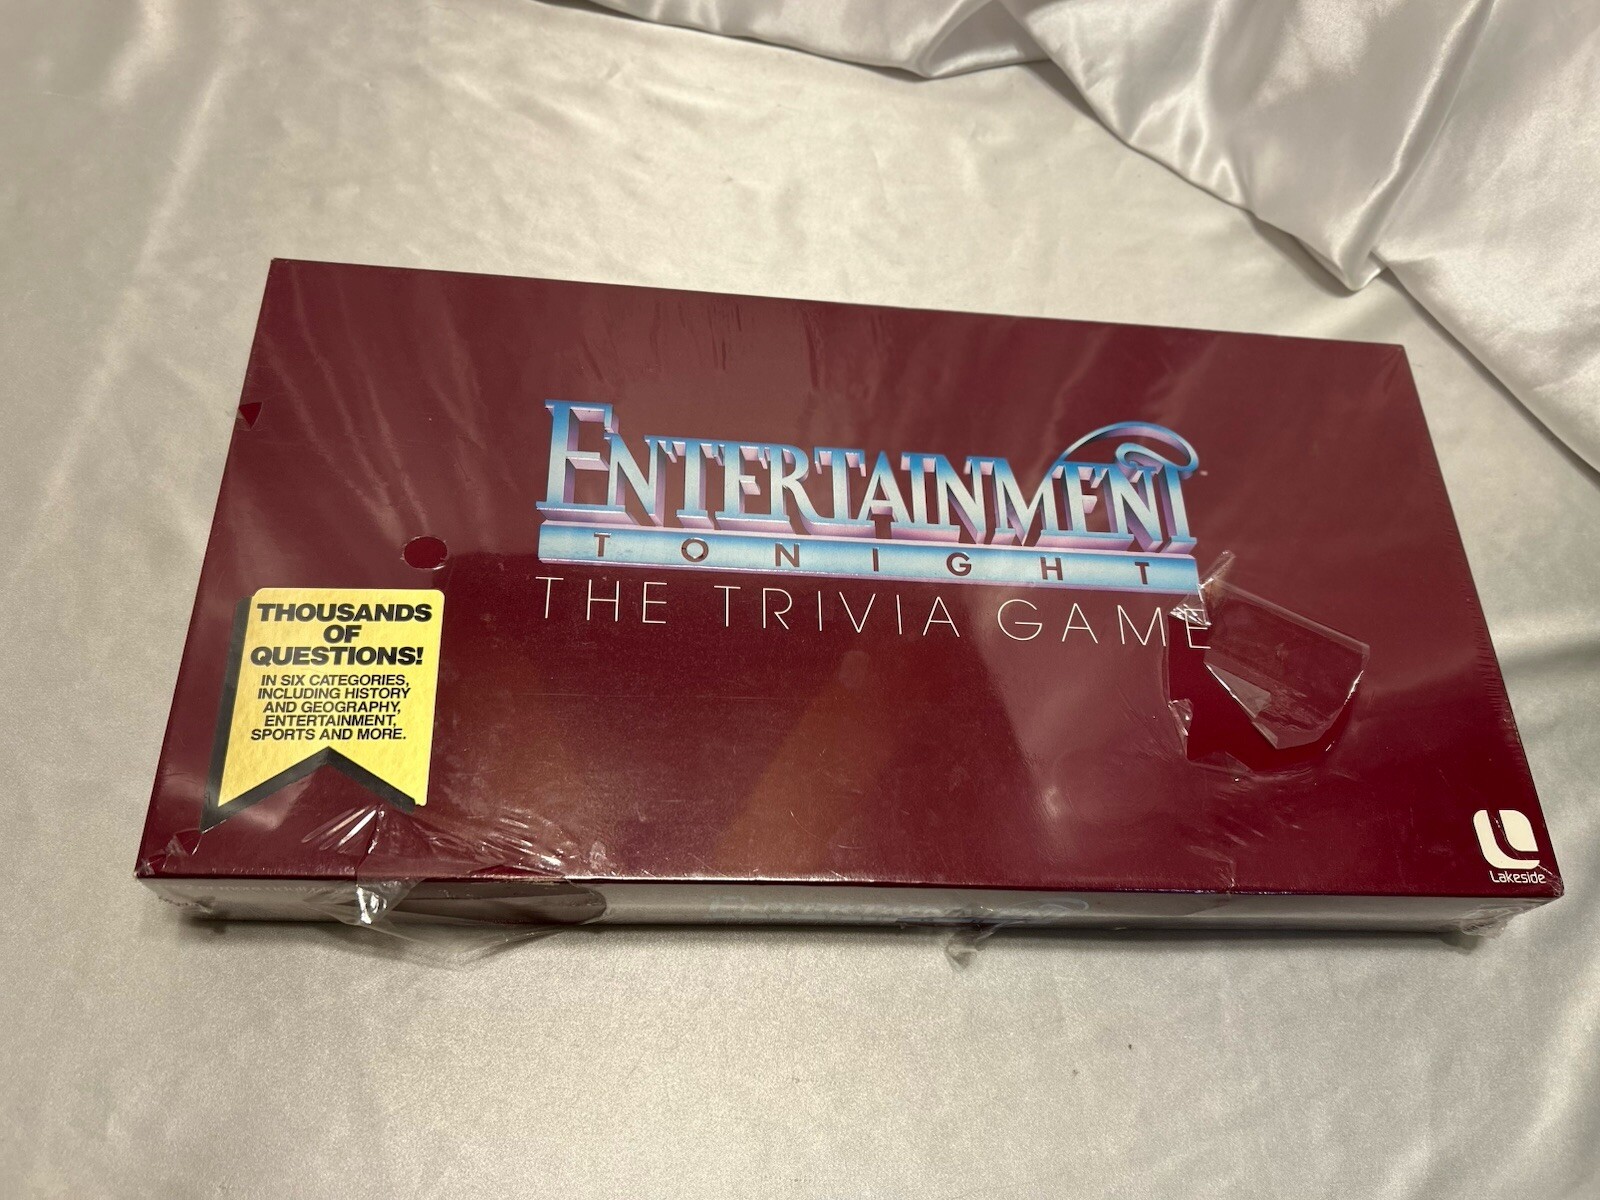 ENTERTAINMENT
TONIGHT
THE TRIVIA GAME
THOUSANDS
OF
QUESTIONS!
IN SIX CATEGORIES,
INCLUDING HISTORY
AND GEOGRAPHY,
ENTERTAINMENT,
SPORTS AND MORE.
Lakeside